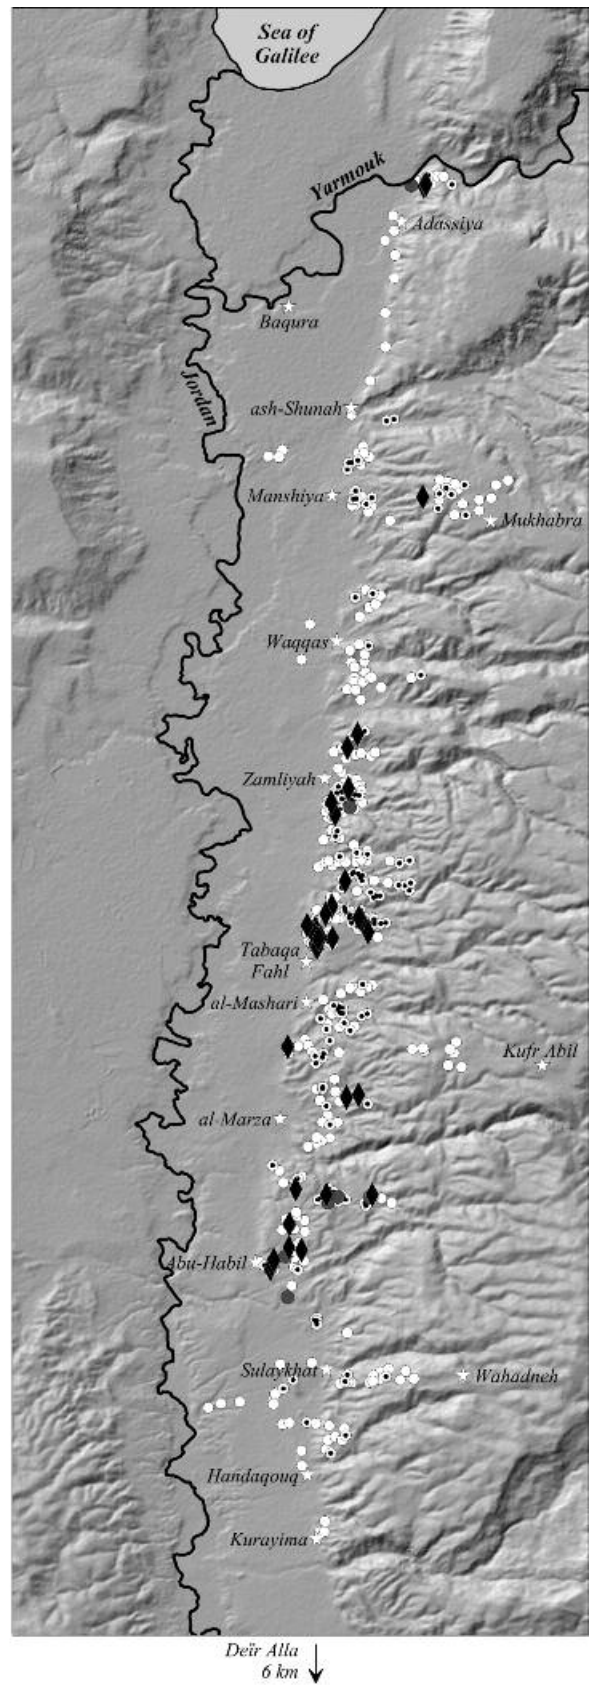 Sea of
Galilee
Yarmouk
Adassiya
Baqura
Jordan
ash-Shunah
Manshiya
Mukhabra
Waqqas
Zamliyah
Tabaqa
Fahl
al-Mashari
Kufr Abil
al-Marza
Abu-Habil
Sulaykhat
Wahadneh
Handaqouq
Kurayima
Deïr Alla
6 km